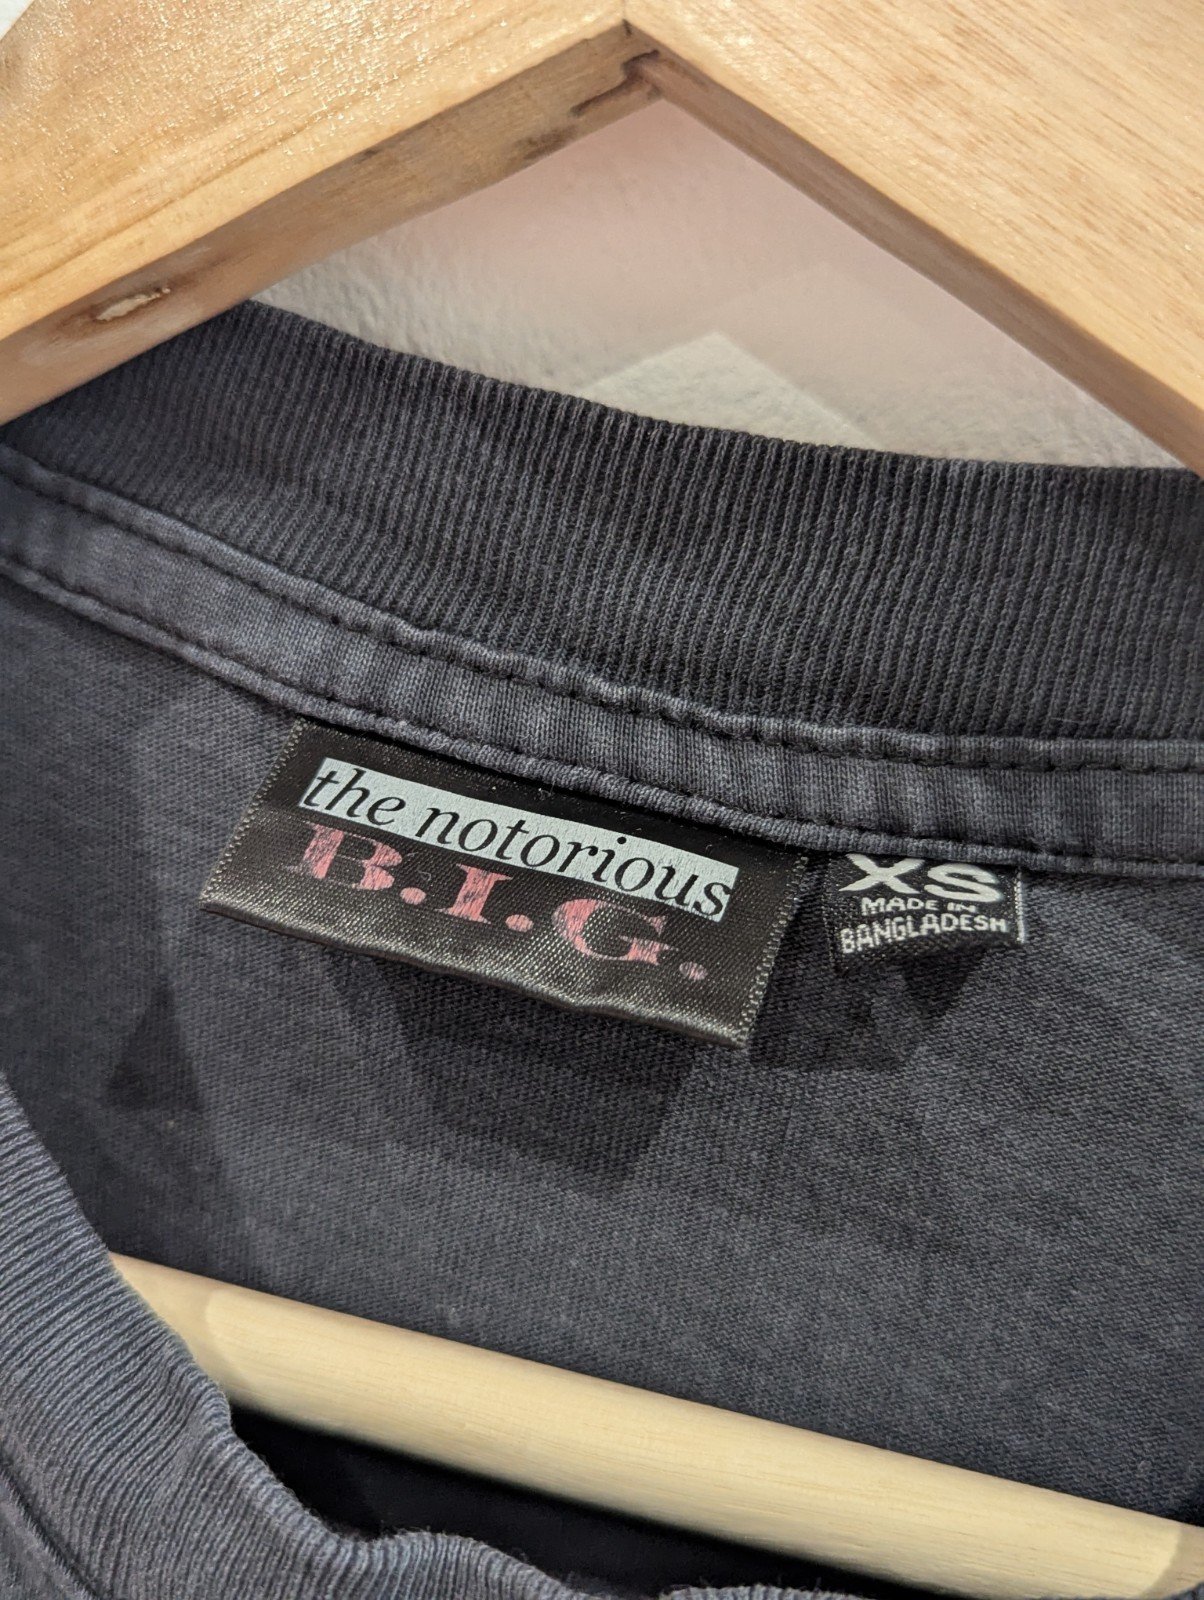 the notorious
B.I.G.
XS
MADE IN
BANGLADESH